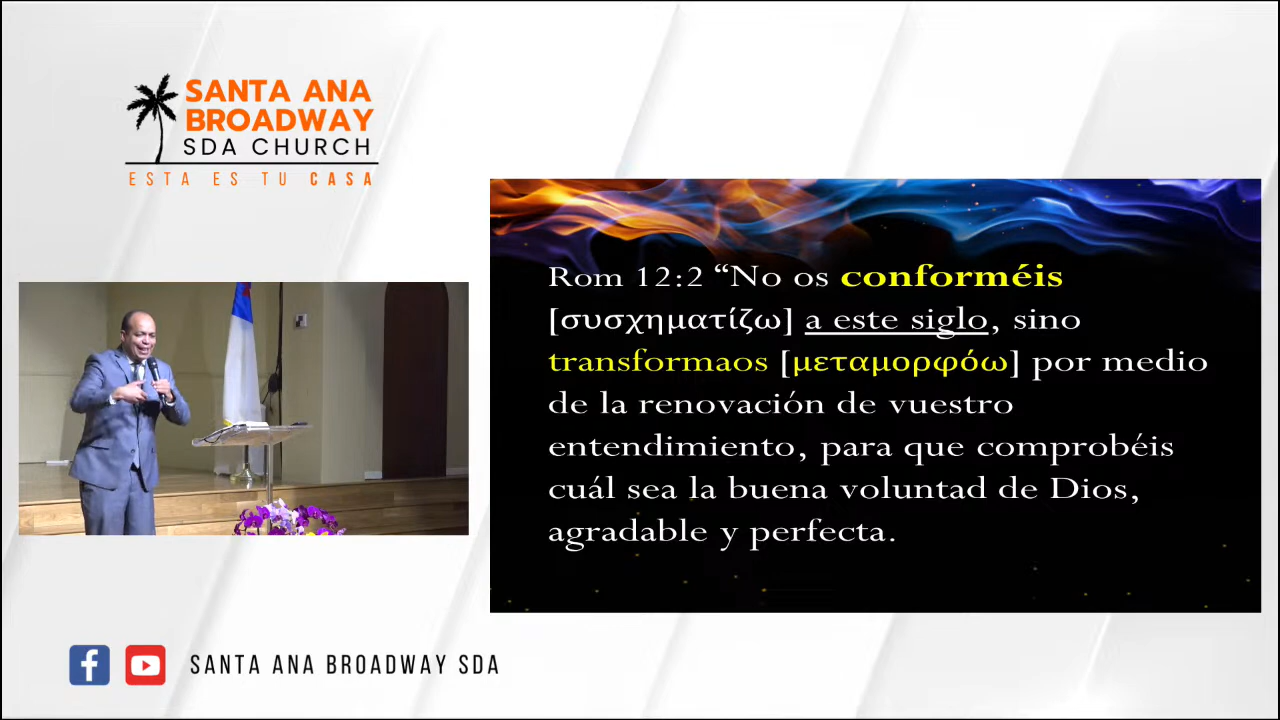 SANTA ANA
BROADWAY
SDA CHURCH
ESTA ES TU CASA
Rom 12:2 “No os conforméis
[συσχηματίζω] a este siglo, sino
transformaos [μεταμορφόω] por medio
de la renovación de vuestro
entendimiento, para que comprobéis
cuál sea la buena voluntad de Dios,
agradable y perfecta.
SANTA ANA BROADWAY SDA